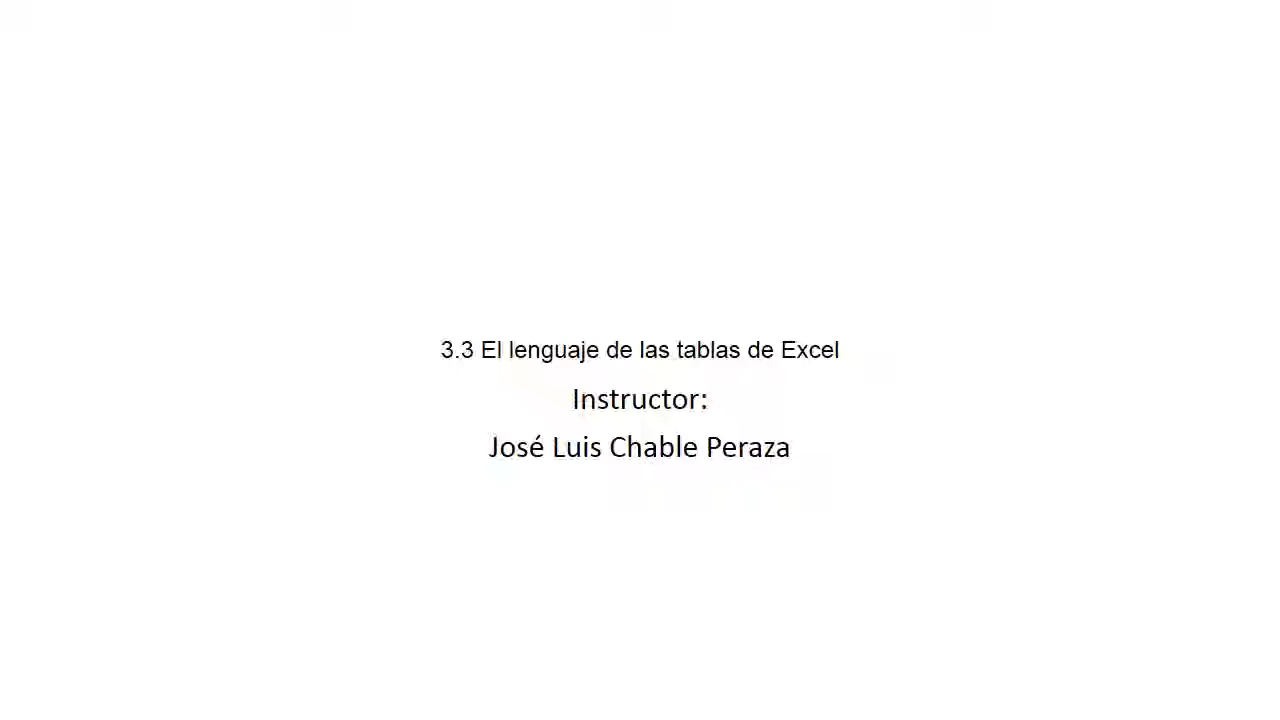 3.3 El lenguaje de las tablas de Excel
Instructor:
José Luis Chable Peraza